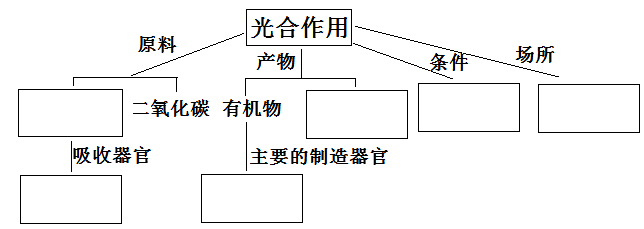 光合作用
原料
产物
条件
场所
二氧化碳
有机物
吸收器官
主要的制造器官